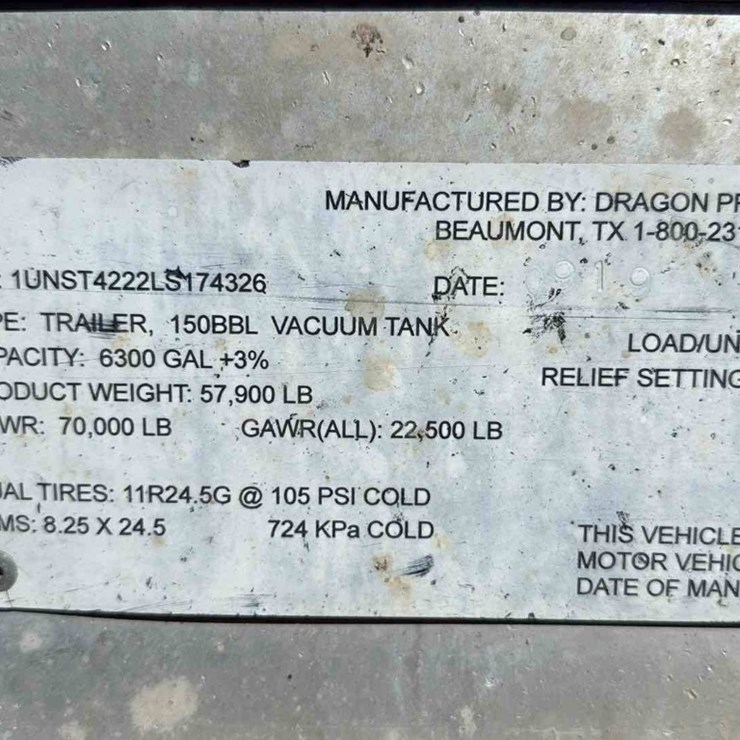 MANUFACTURED BY: DRAGON PR
BEAUMONT, TX 1-800-231
: 1UNST4222LS174326 DATE: 0919
PE: TRAILER, 150BBL VACUUM TANK
PACITY: 6300 GAL +3% LOAD/UN
ODUCT WEIGHT: 57,900 LB RELIEF SETTING
WR: 70,000 LB GAWR(ALL): 22,500 LB
AL TIRES: 11R24.5G @ 105 PSI COLD
MS: 8.25 X 24.5 724 KPa COLD
THIS VEHICLE
MOTOR VEHIC
DATE OF MAN